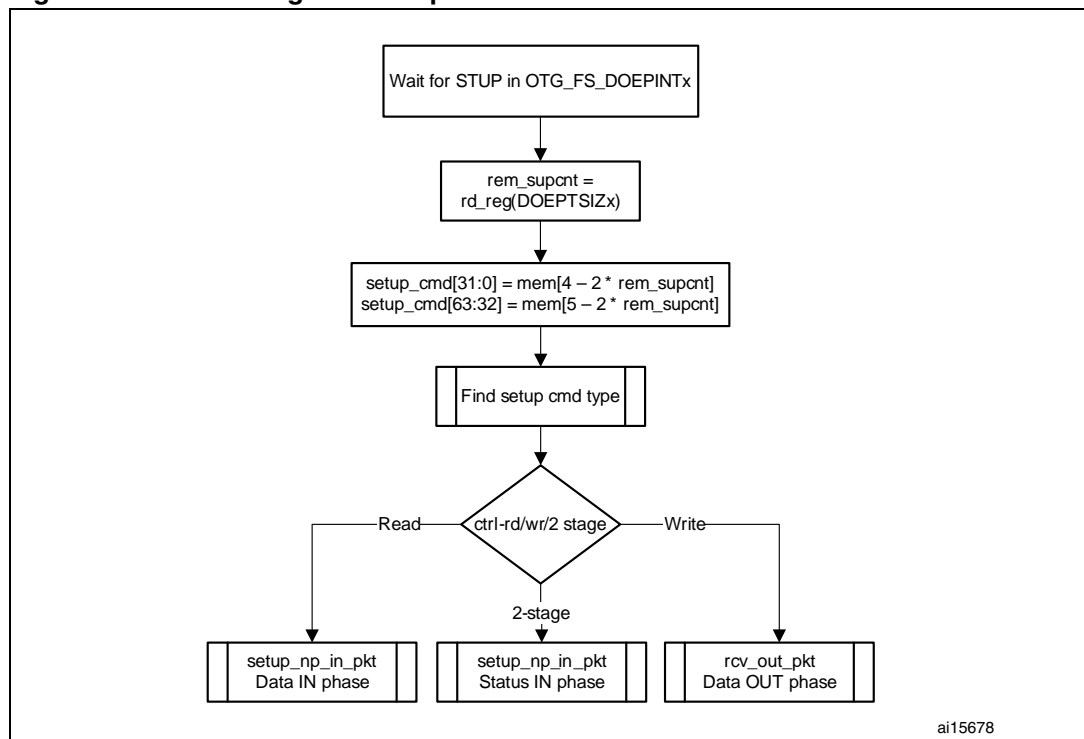 Wait for STUP in OTG_FS_DOEPINTx
rem_supcnt =
rd_reg(DOEPTSIZx)
setup_cmd[31:0] = mem[4 – 2 * rem_supcnt]
setup_cmd[63:32] = mem[5 – 2 * rem_supcnt]
Find setup cmd type
Read
ctrl-rd/wr/2 stage
Write
2-stage
setup_np_in_pkt
Data IN phase
setup_np_in_pkt
Status IN phase
rcv_out_pkt
Data OUT phase
ai15678